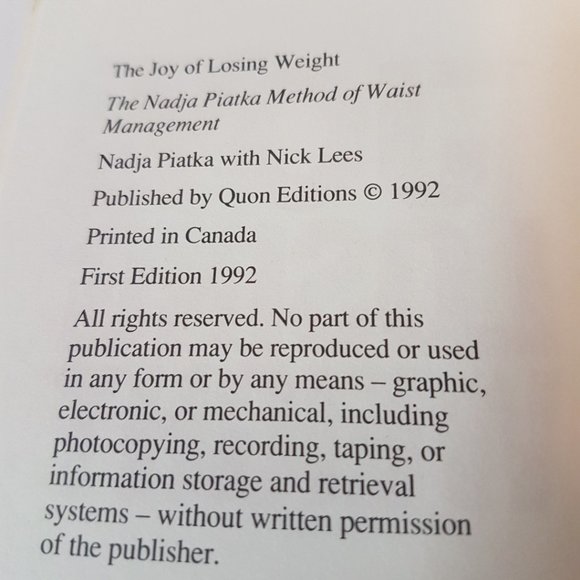 The Joy of Losing Weight
The Nadja Piatka Method of Waist
Management
Nadja Piatka with Nick Lees
Published by Quon Editions © 1992
Printed in Canada
First Edition 1992
All rights reserved. No part of this
publication may be reproduced or used
in any form or by any means – graphic,
electronic, or mechanical, including
photocopying, recording, taping, or
information storage and retrieval
systems – without written permission
of the publisher.